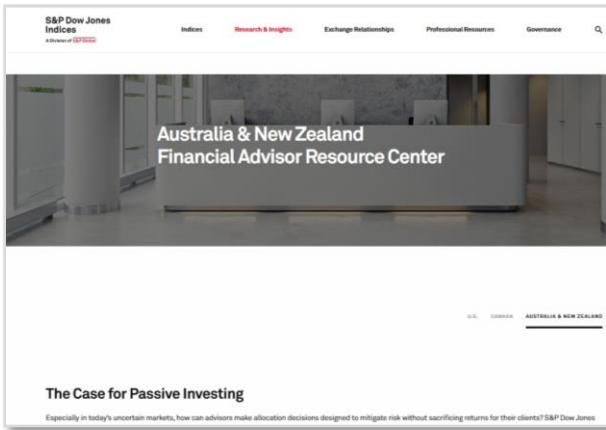 S&P Dow Jones
Indices
A Division of S&P Global
Indices
Research & Insights
Exchange Relationships
Professional Resources
Governance
Australia & New Zealand
Financial Advisor Resource Center
U.S.
CANADA
AUSTRALIA & NEW ZEALAND
The Case for Passive Investing
Especially in today's uncertain markets, how can advisors make allocation decisions designed to mitigate risk without sacrificing returns for their clients? S&P Dow Jones